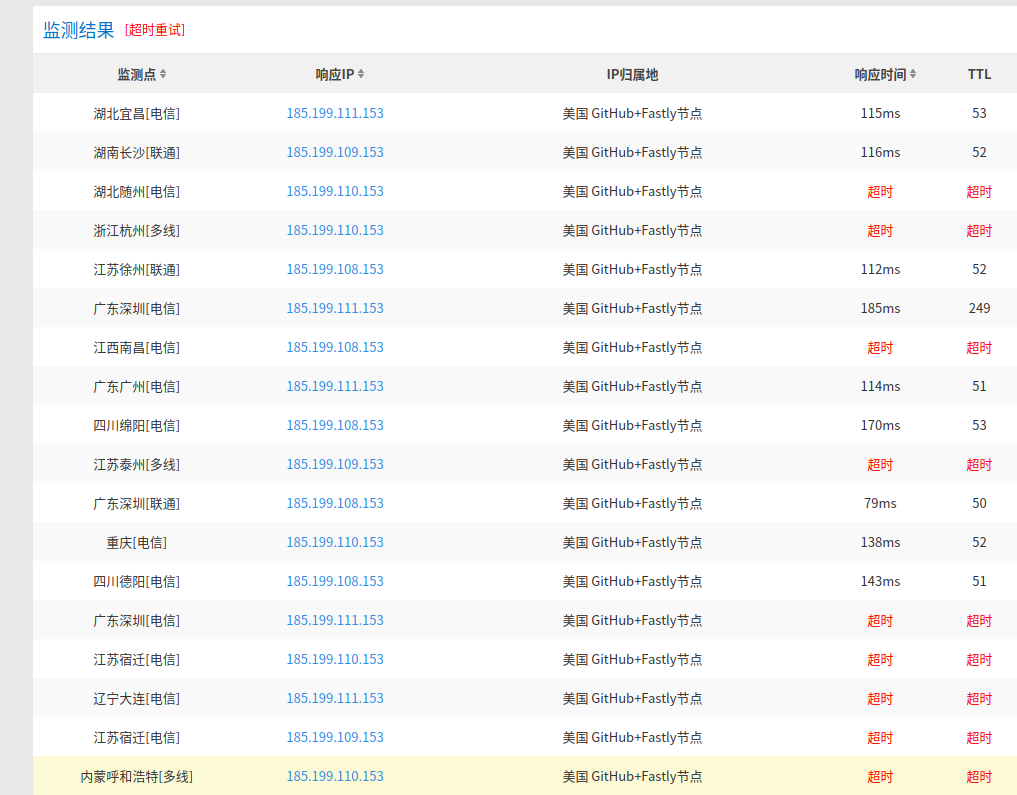 监测结果 [超时重试]
监测点 响应IP IP归属地 响应时间 TTL
湖北宜昌[电信] 185.199.111.153 美国 GitHub+Fastly节点 115ms 53
湖南长沙[联通] 185.199.109.153 美国 GitHub+Fastly节点 116ms 52
湖北随州[电信] 185.199.110.153 美国 GitHub+Fastly节点 超时 超时
浙江杭州[多线] 185.199.110.153 美国 GitHub+Fastly节点 超时 超时
江苏徐州[联通] 185.199.108.153 美国 GitHub+Fastly节点 112ms 52
广东深圳[电信] 185.199.111.153 美国 GitHub+Fastly节点 185ms 249
江西南昌[电信] 185.199.108.153 美国 GitHub+Fastly节点 超时 超时
广东广州[电信] 185.199.111.153 美国 GitHub+Fastly节点 114ms 51
四川绵阳[电信] 185.199.108.153 美国 GitHub+Fastly节点 170ms 53
江苏泰州[多线] 185.199.109.153 美国 GitHub+Fastly节点 超时 超时
广东深圳[联通] 185.199.108.153 美国 GitHub+Fastly节点 79ms 50
重庆[电信] 185.199.110.153 美国 GitHub+Fastly节点 138ms 52
四川德阳[电信] 185.199.108.153 美国 GitHub+Fastly节点 143ms 51
广东深圳[电信] 185.199.111.153 美国 GitHub+Fastly节点 超时 超时
江苏宿迁[电信] 185.199.110.153 美国 GitHub+Fastly节点 超时 超时
辽宁大连[电信] 185.199.111.153 美国 GitHub+Fastly节点 超时 超时
江苏宿迁[电信] 185.199.109.153 美国 GitHub+Fastly节点 超时 超时
内蒙呼和浩特[多线] 185.199.110.153 美国 GitHub+Fastly节点 超时 超时